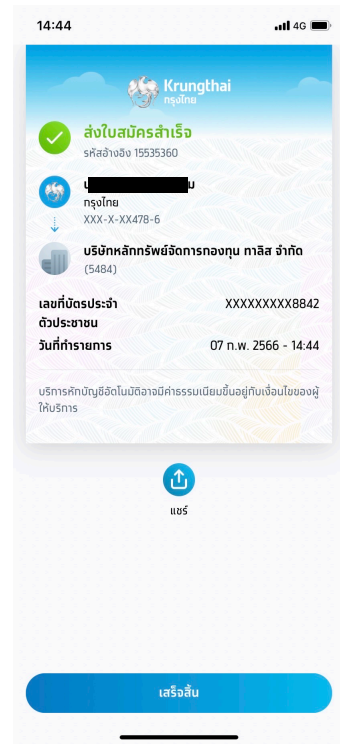 14:44
4G
Krungthai
กรุงไทย
ส่งใบสมัครสำเร็จ
รหัสอ้างอิง 15535360
กรุงไทย
XXX-X-XX478-6
บริษัทหลักทรัพย์จัดการกองทุน ทาลิส จำกัด
(5484)
เลขที่บัตรประจำ XXXXXXXXX8842
ตัวประชาชน
วันที่ทำรายการ 07 ก.พ. 2566 - 14:44
บริการหักบัญชีอัตโนมัติอาจมีค่าธรรมเนียมขึ้นอยู่กับเงื่อนไขของผู้
ให้บริการ
แชร์
เสร็จสิ้น